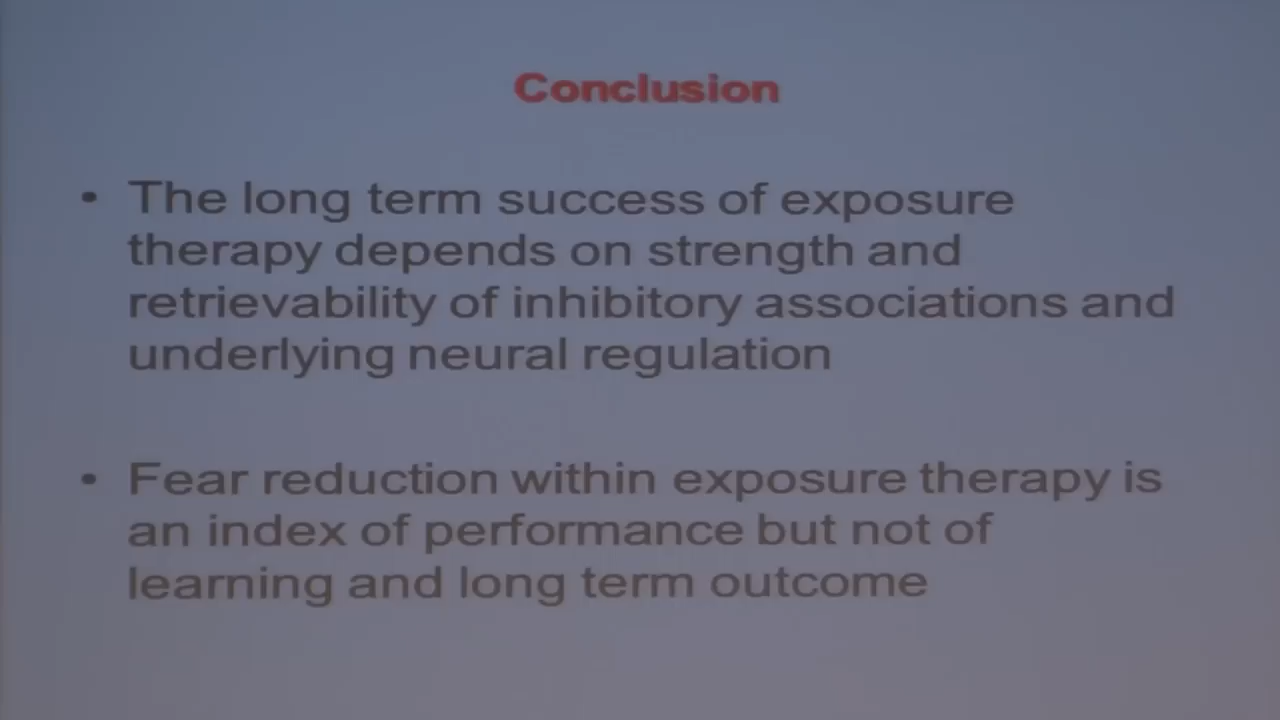 Conclusion
• The long term success of exposure
therapy depends on strength and
retrievability of inhibitory associations and
underlying neural regulation
• Fear reduction within exposure therapy is
an index of performance but not of
learning and long term outcome